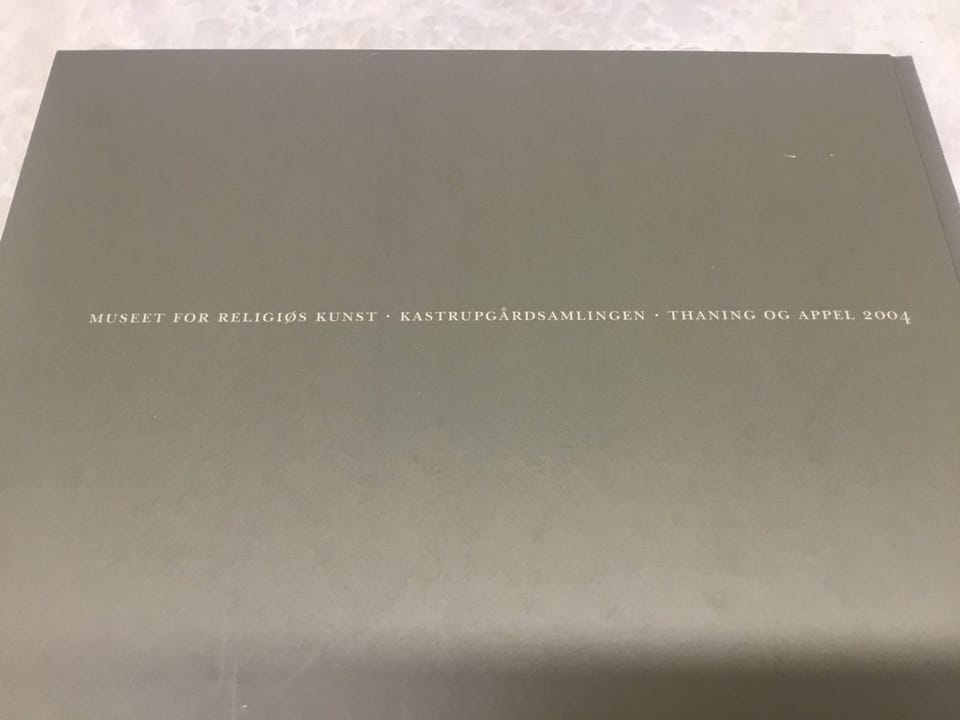 MUSEET FOR RELIGIØS KUNST · KASTRUPGÅRDSAMLINGEN · THANING OG APPEL 2004